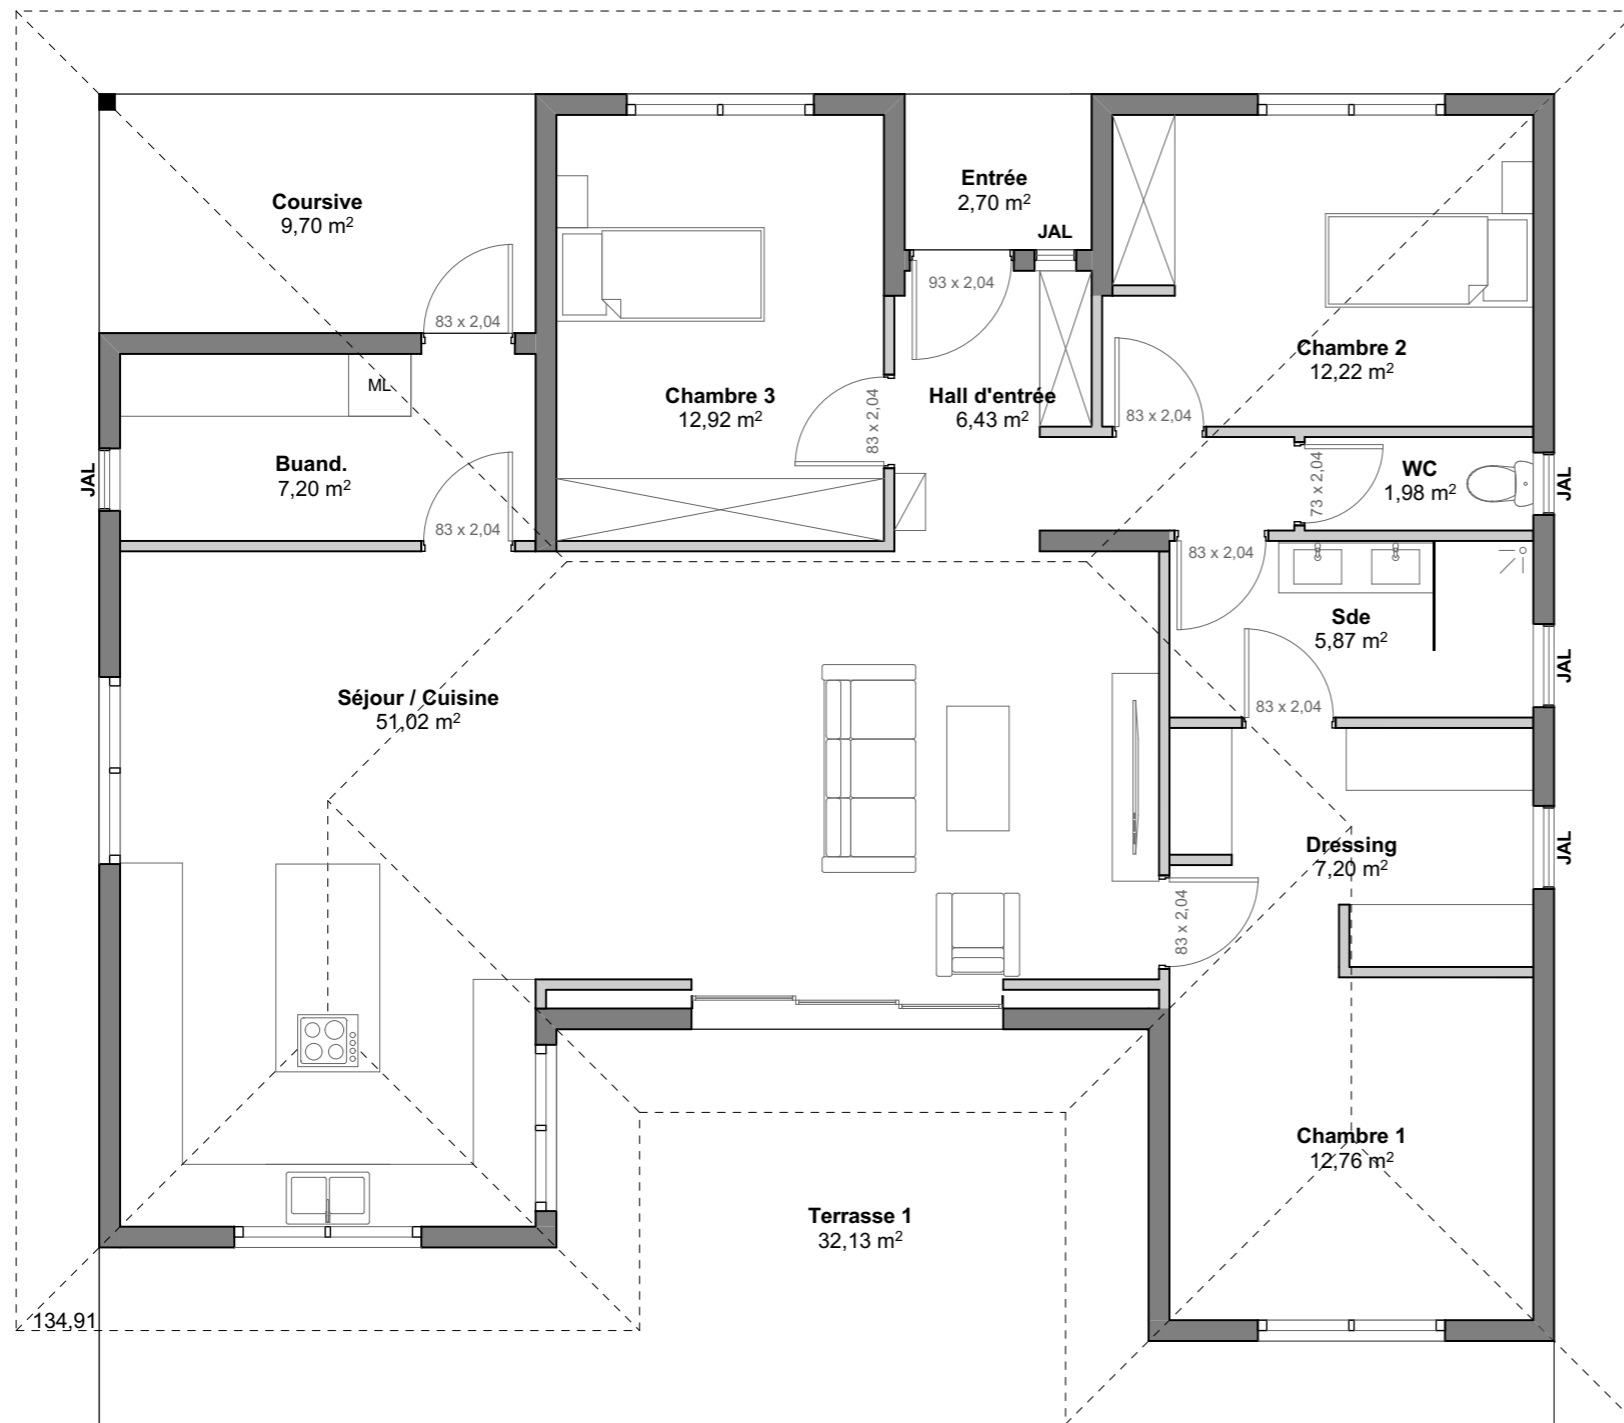 Coursive
9,70 m²
83 x 2,04
Entrée
2,70 m²
JAL
93 x 2,04
Chambre 2
12,22 m²
83 x 2,04
Chambre 3
12,92 m²
83 x 2,04
Hall d'entrée
6,43 m²
ML
Buand.
7,20 m²
JAL
83 x 2,04
WC
1,98 m²
73 x 2,04
JAL
83 x 2,04
Sde
5,87 m²
JAL
83 x 2,04
Séjour / Cuisine
51,02 m²
Dressing
7,20 m²
JAL
83 x 2,04
Chambre 1
12,76 m²
Terrasse 1
32,13 m²
134,91